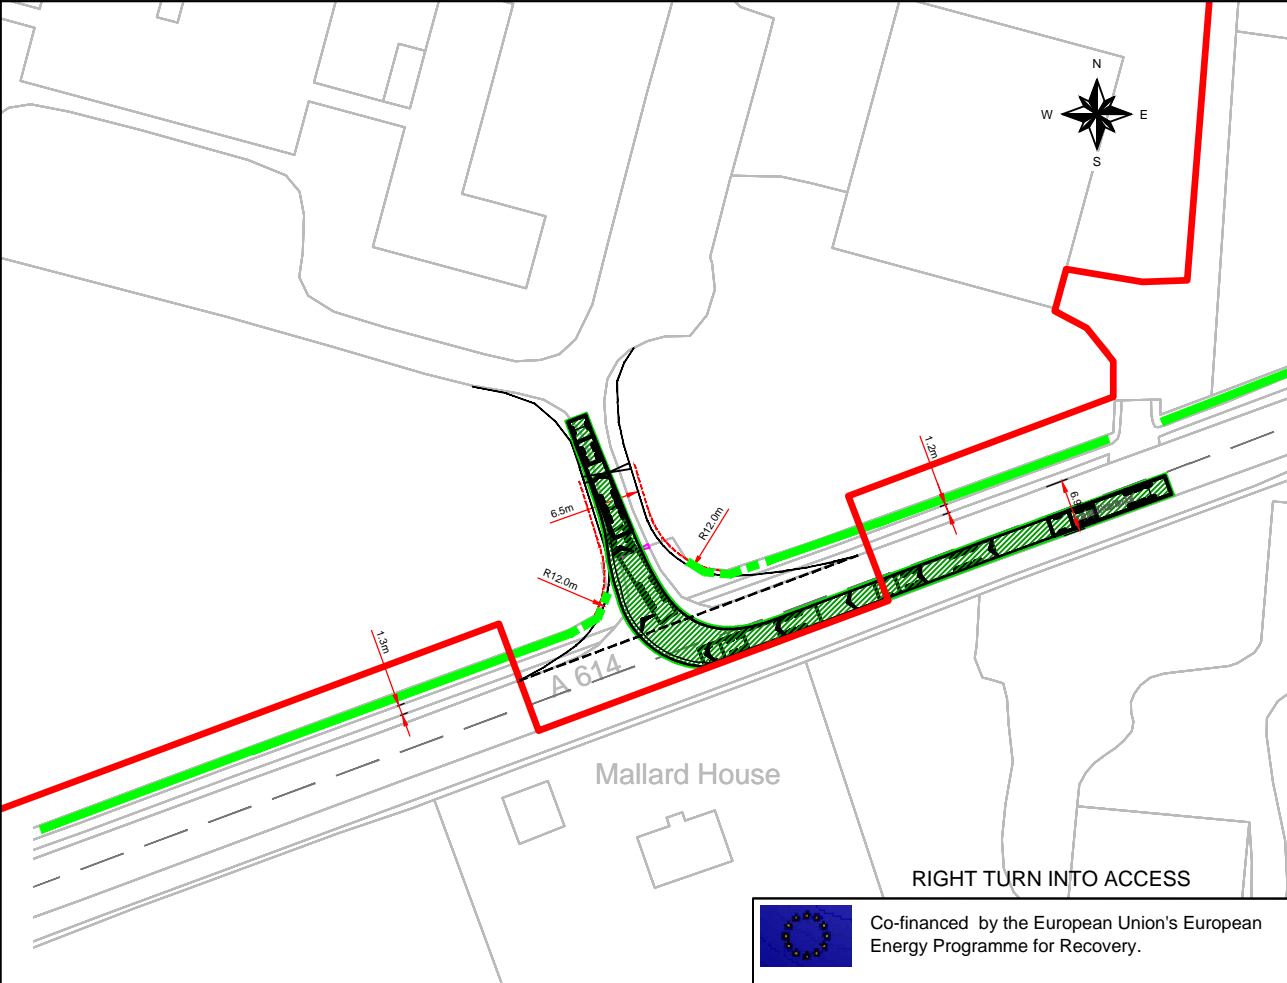 N
W E
S
1.2m
6.5m
R12.0m
R12.0m
1.3m
A 614
Mallard House
RIGHT TURN INTO ACCESS
Co-financed by the European Union's European
Energy Programme for Recovery.